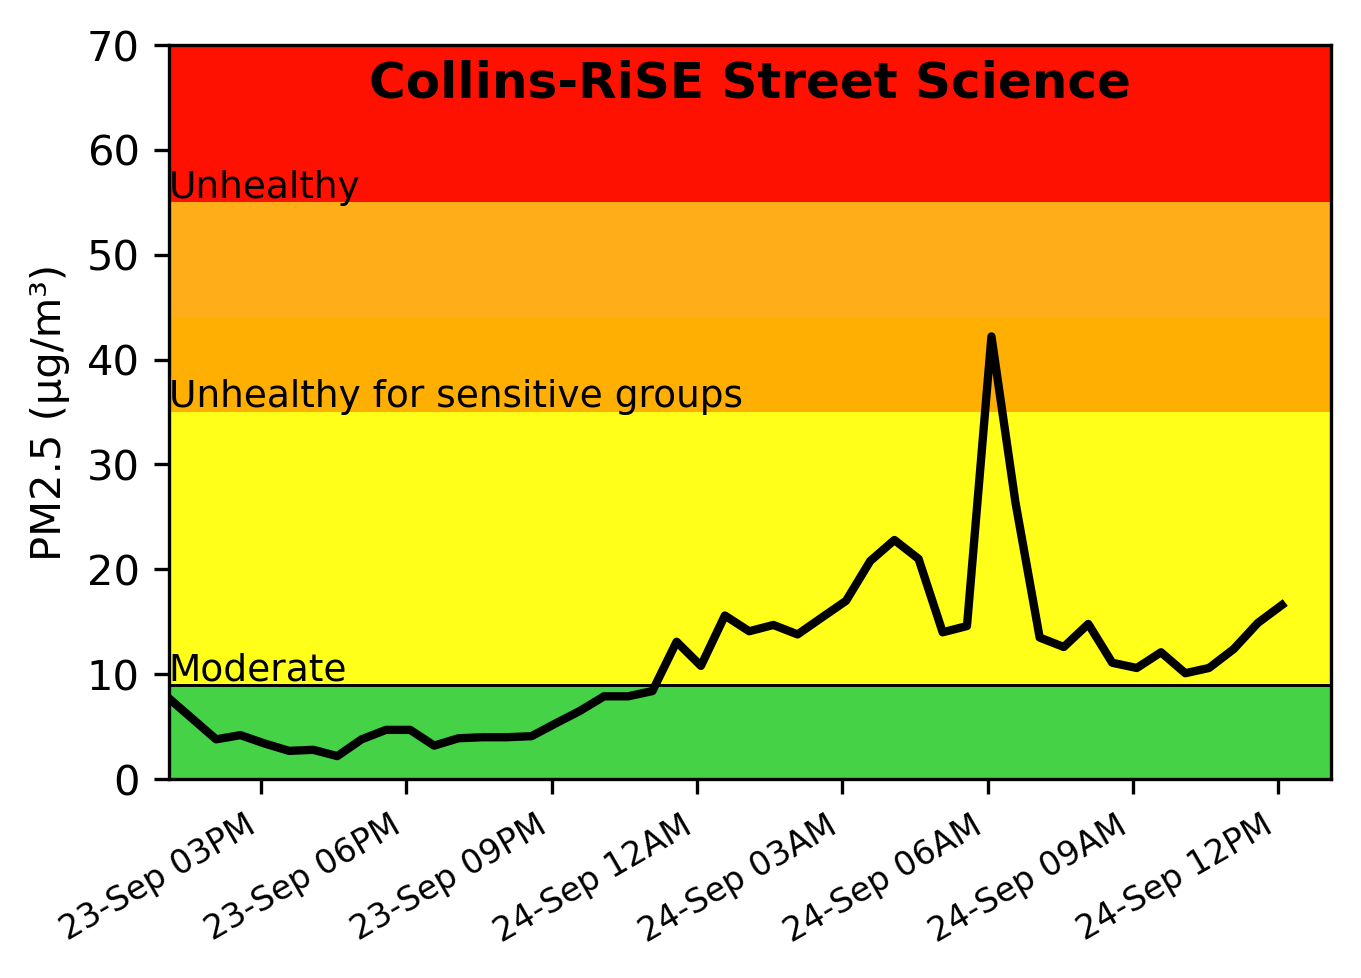 Collins-RiSE Street Science
PM2.5 (µg/m³)
70
60
50
40
30
20
10
0
Unhealthy
Unhealthy for sensitive groups
Moderate
23-Sep 03PM
23-Sep 06PM
23-Sep 09PM
24-Sep 12AM
24-Sep 03AM
24-Sep 06AM
24-Sep 09AM
24-Sep 12PM